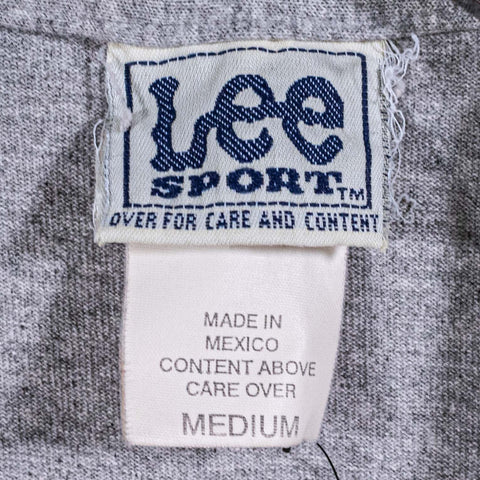 Lee
SPORT TM
OVER FOR CARE AND CONTENT
MADE IN
MEXICO
CONTENT ABOVE
CARE OVER
MEDIUM